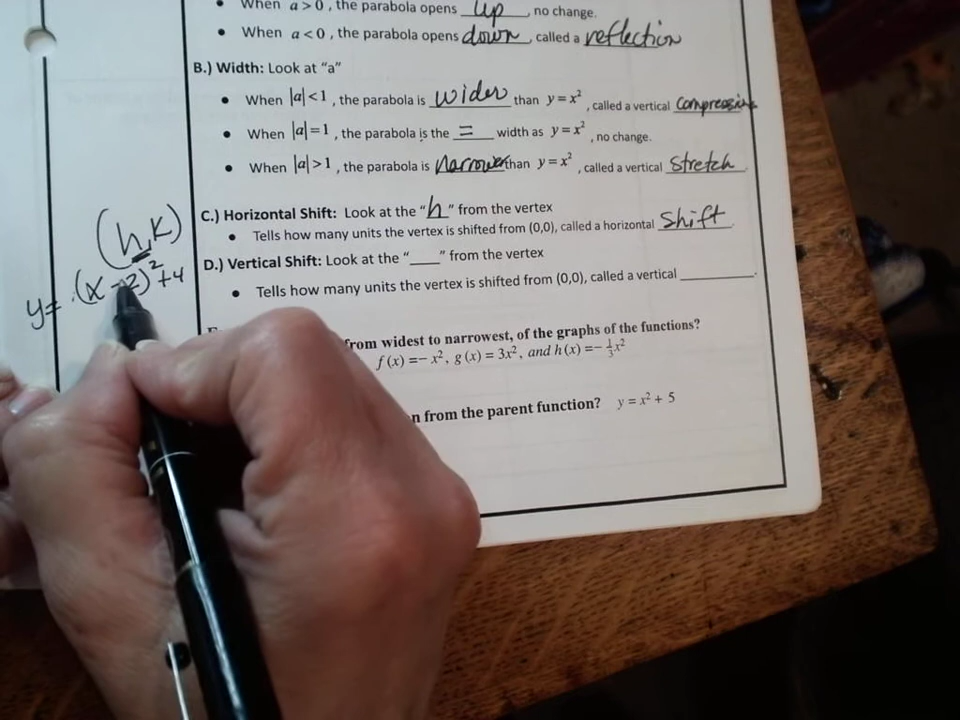 • When a > 0, the parabola opens up, no change.
• When a < 0, the parabola opens down, called a reflection
B.) Width: Look at "a"
• When |a| < 1, the parabola is wider than y = x², called a vertical compression
• When |a| = 1, the parabola is the = width as y = x², no change.
• When |a| > 1, the parabola is Narrower than y = x², called a vertical Stretch.
C.) Horizontal Shift: Look at the "h" from the vertex
• Tells how many units the vertex is shifted from (0,0), called a horizontal Shift.
D.) Vertical Shift: Look at the "____" from the vertex
• Tells how many units the vertex is shifted from (0,0), called a vertical ________.
(h,k)
y = (x - 2)² + 4
from widest to narrowest, of the graphs of the functions?
f(x) = – x², g(x) = 3x², and h(x) = – 1/3 x²
from the parent function? y = x² + 5